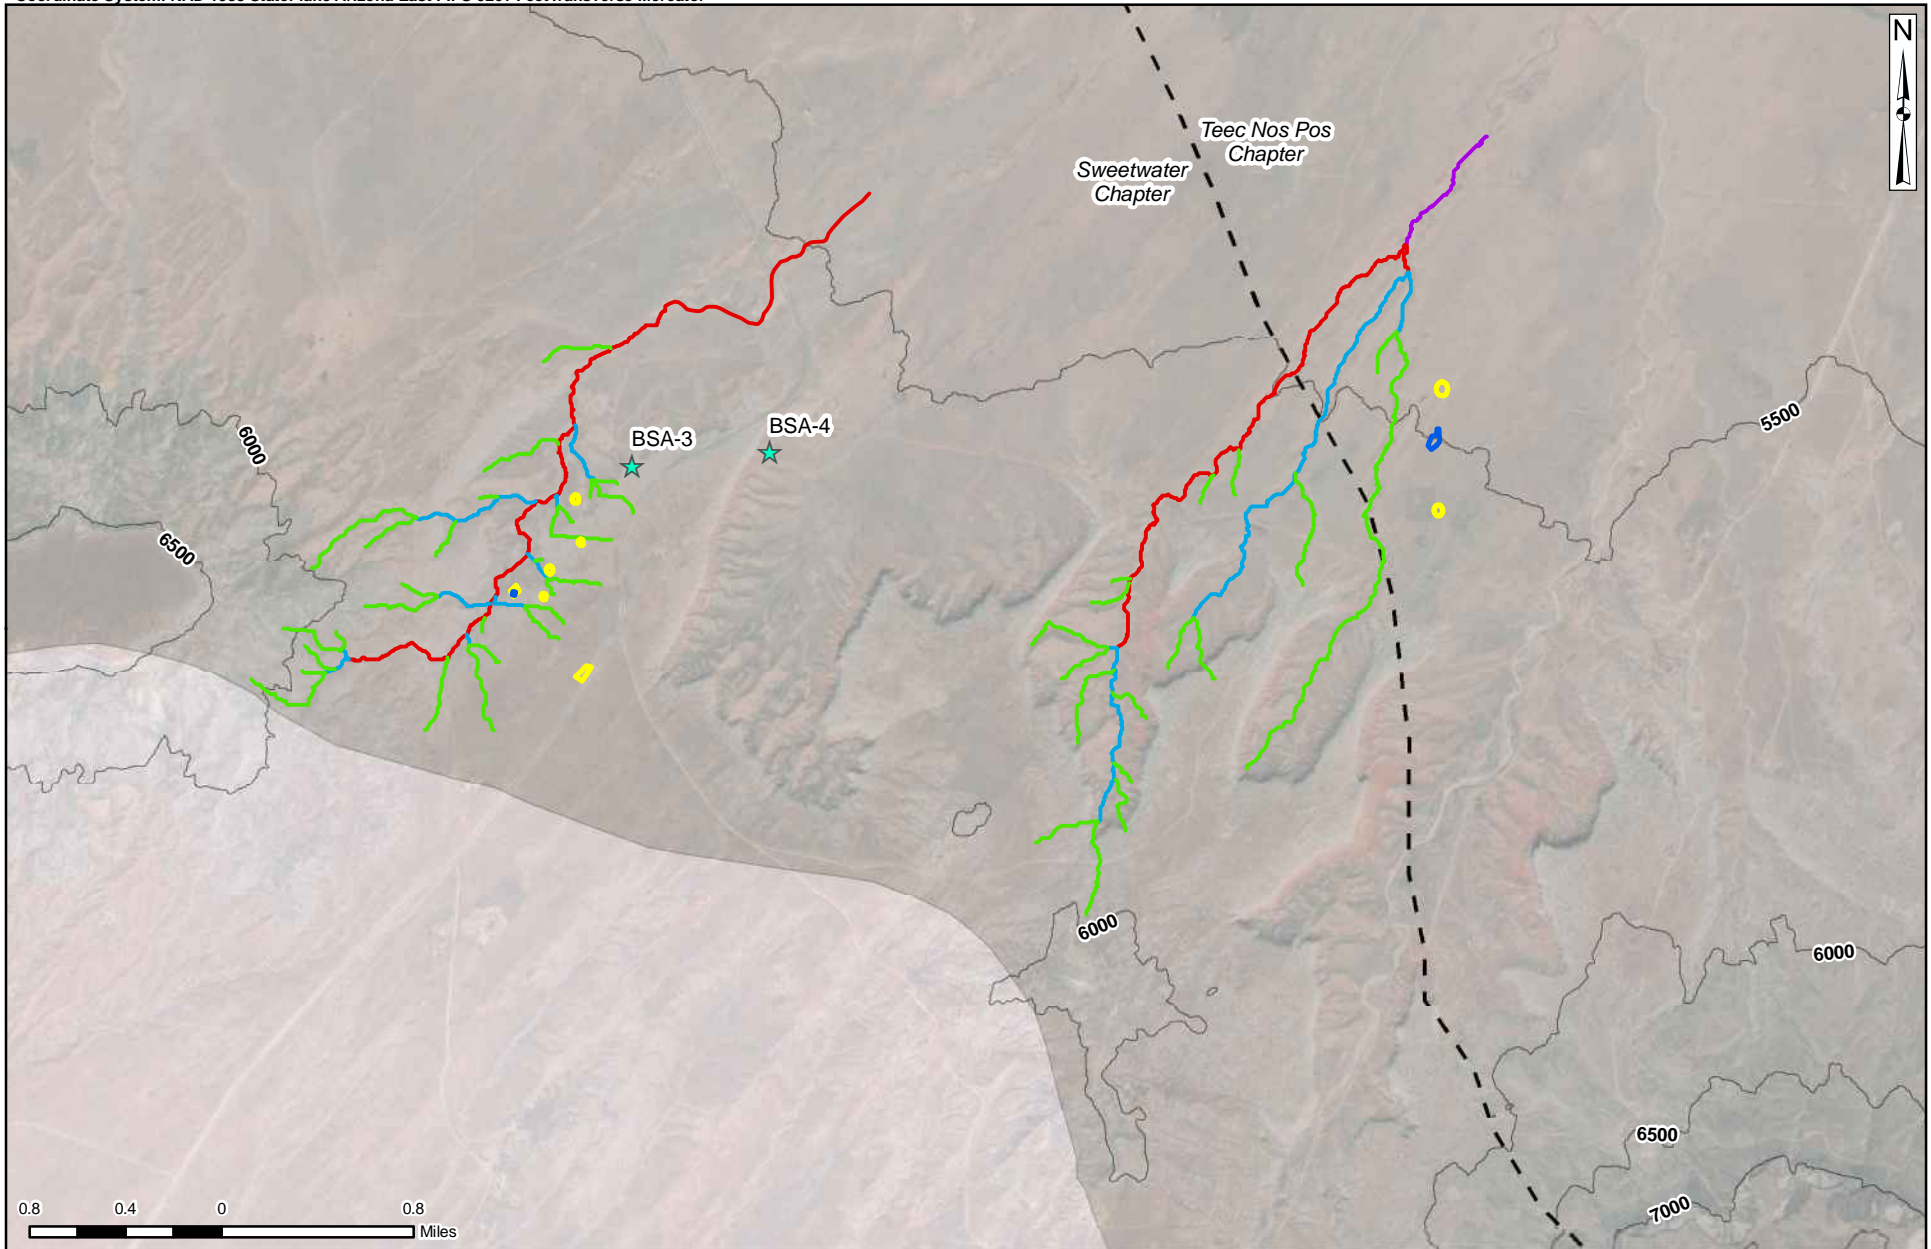 N
Teec Nos Pos
Chapter
Sweetwater
Chapter
BSA-3
BSA-4
6000
5500
6500
6000
6000
6500
7000
0.8 0.4 0 0.8
Miles